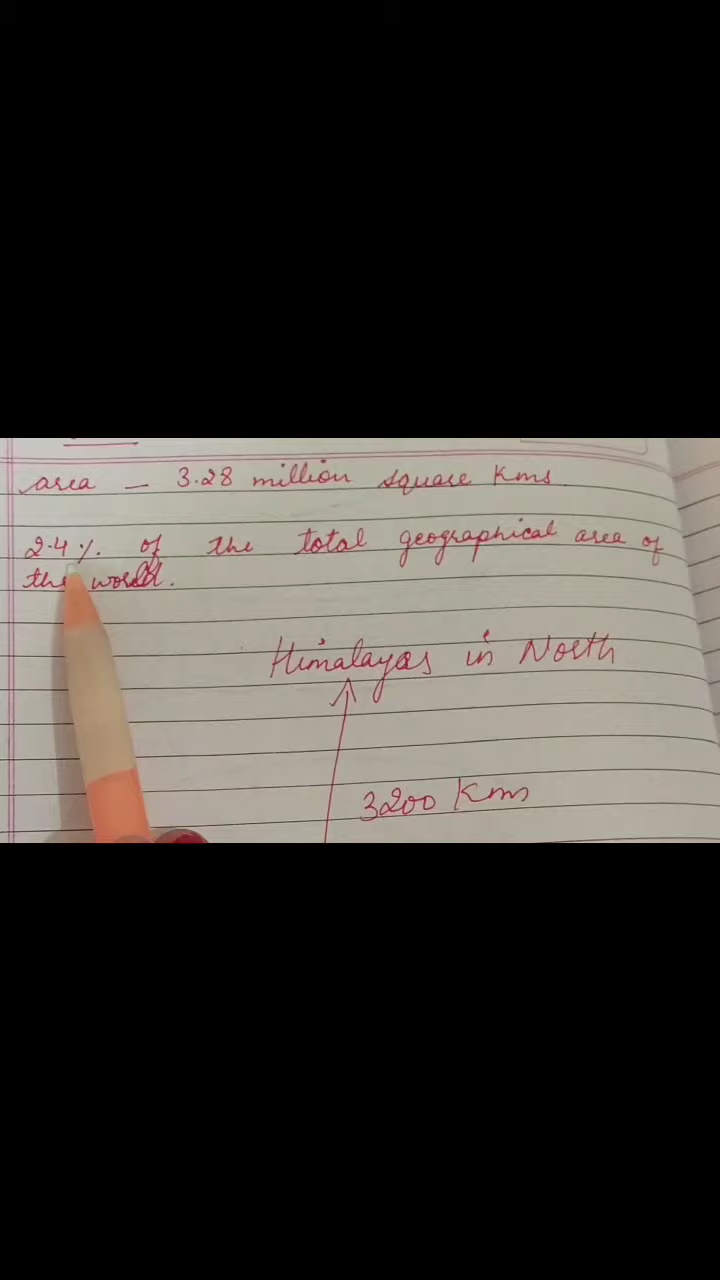 area - 3.28 million square Kms.
2.4% of the total geographical area of
the world.
Himalayas in North
3200 Kms